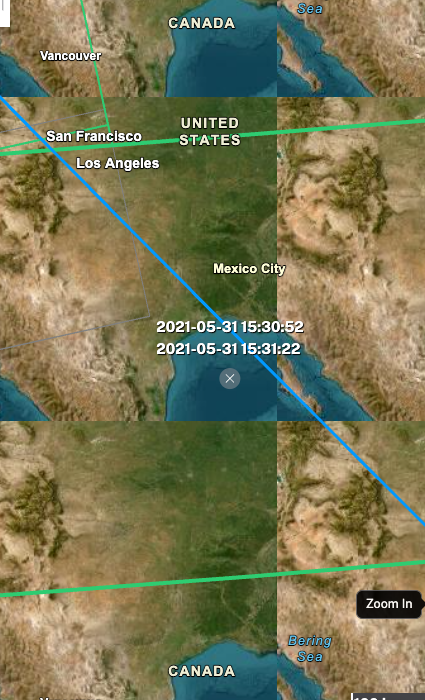 Sea
CANADA
Vancouver
UNITED
STATES
San Francisco
Los Angeles
Mexico City
2021-05-31 15:30:52
2021-05-31 15:31:22
Zoom In
Bering
Sea
CANADA